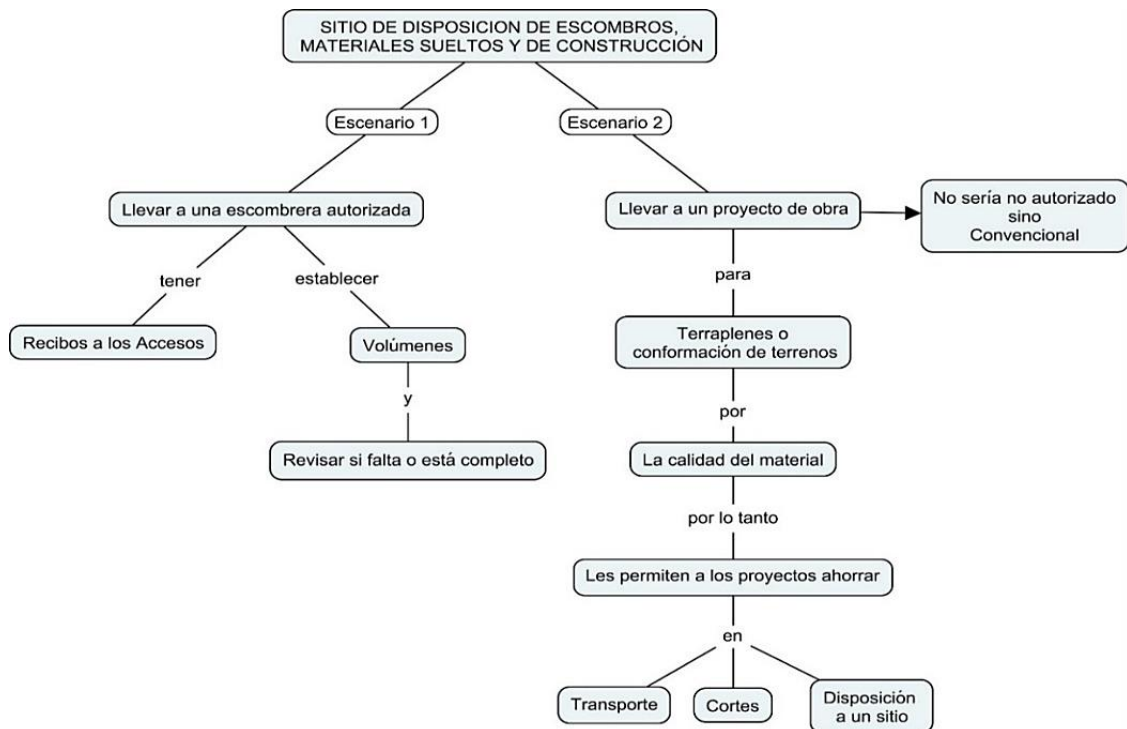 SITIO DE DISPOSICION DE ESCOMBROS,
MATERIALES SUELTOS Y DE CONSTRUCCIÓN
Escenario 1
Escenario 2
Llevar a una escombrera autorizada
Llevar a un proyecto de obra
No sería no autorizado
sino
Convencional
tener
establecer
para
Recibos a los Accesos
Volúmenes
Terraplenes o
conformación de terrenos
y
por
Revisar si falta o está completo
La calidad del material
por lo tanto
Les permiten a los proyectos ahorrar
en
Transporte
Cortes
Disposición
a un sitio